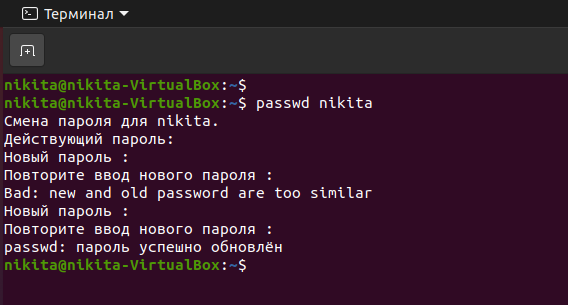 Терминал
nikita@nikita-VirtualBox:~$
nikita@nikita-VirtualBox:~$ passwd nikita
Смена пароля для nikita.
Действующий пароль:
Новый пароль :
Повторите ввод нового пароля :
Bad: new and old password are too similar
Новый пароль :
Повторите ввод нового пароля :
passwd: пароль успешно обновлён
nikita@nikita-VirtualBox:~$